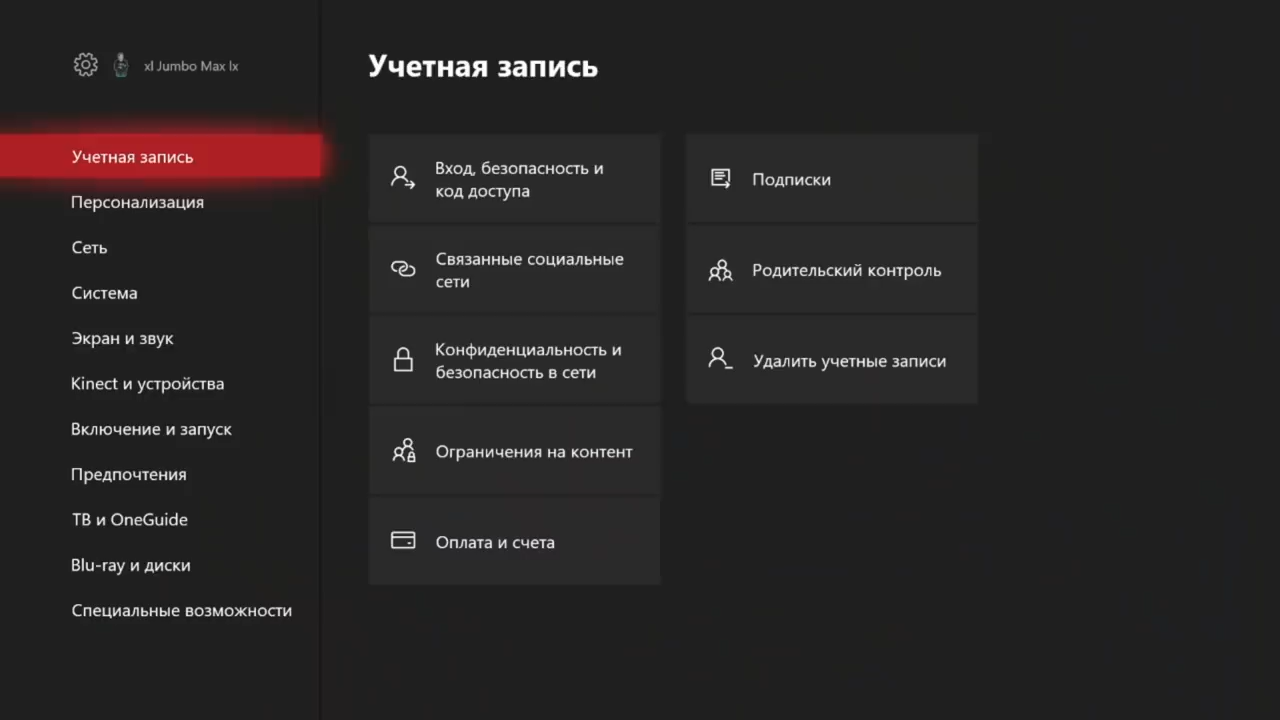 xl Jumbo Max lx
Учетная запись
Персонализация
Сеть
Система
Экран и звук
Kinect и устройства
Включение и запуск
Предпочтения
ТВ и OneGuide
Blu-ray и диски
Специальные возможности
Учетная запись
Вход, безопасность и
код доступа
Связанные социальные
сети
Конфиденциальность и
безопасность в сети
Ограничения на контент
Оплата и счета
Подписки
Родительский контроль
Удалить учетные записи